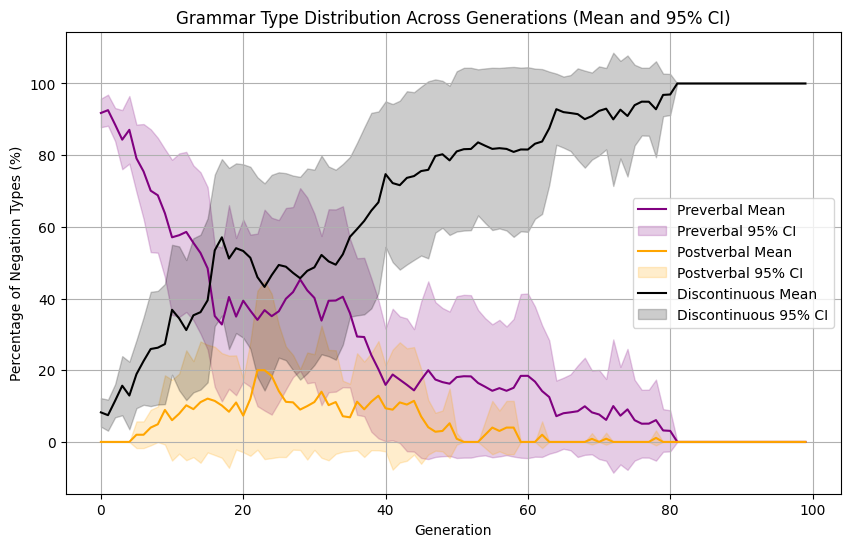 Grammar Type Distribution Across Generations (Mean and 95% CI)
Percentage of Negation Types (%)
100
80
60
40
20
0
Preverbal Mean
Preverbal 95% CI
Postverbal Mean
Postverbal 95% CI
Discontinuous Mean
Discontinuous 95% CI
0 20 40 60 80 100
Generation